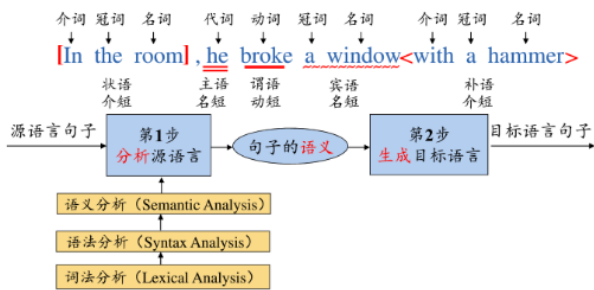 介词 冠词 名词 代词 动词 冠词 名词 介词 冠词 名词
[In the room], he broke a window<with a hammer>
状语 主语 谓语 宾语 补语
介短 名短 动短 名短 介短
源语言句子 第1步 句子的语义 第2步 目标语言句子
分析源语言 生成目标语言
语义分析（Semantic Analysis）
语法分析（Syntax Analysis）
词法分析（Lexical Analysis）